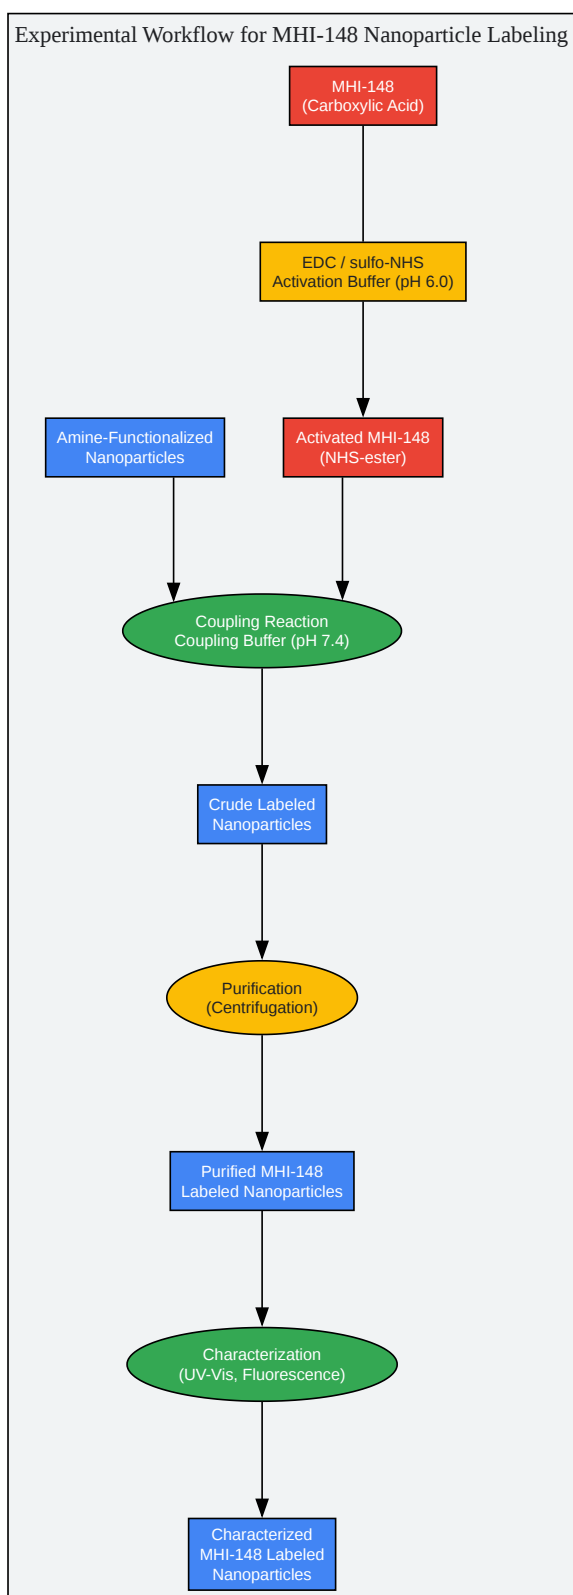 Experimental Workflow for MHI-148 Nanoparticle Labeling
MHI-148
(Carboxylic Acid)
EDC / sulfo-NHS
Activation Buffer (pH 6.0)
Amine-Functionalized
Nanoparticles
Activated MHI-148
(NHS-ester)
Coupling Reaction
Coupling Buffer (pH 7.4)
Crude Labeled
Nanoparticles
Purification
(Centrifugation)
Purified MHI-148
Labeled Nanoparticles
Characterization
(UV-Vis, Fluorescence)
Characterized
MHI-148 Labeled
Nanoparticles